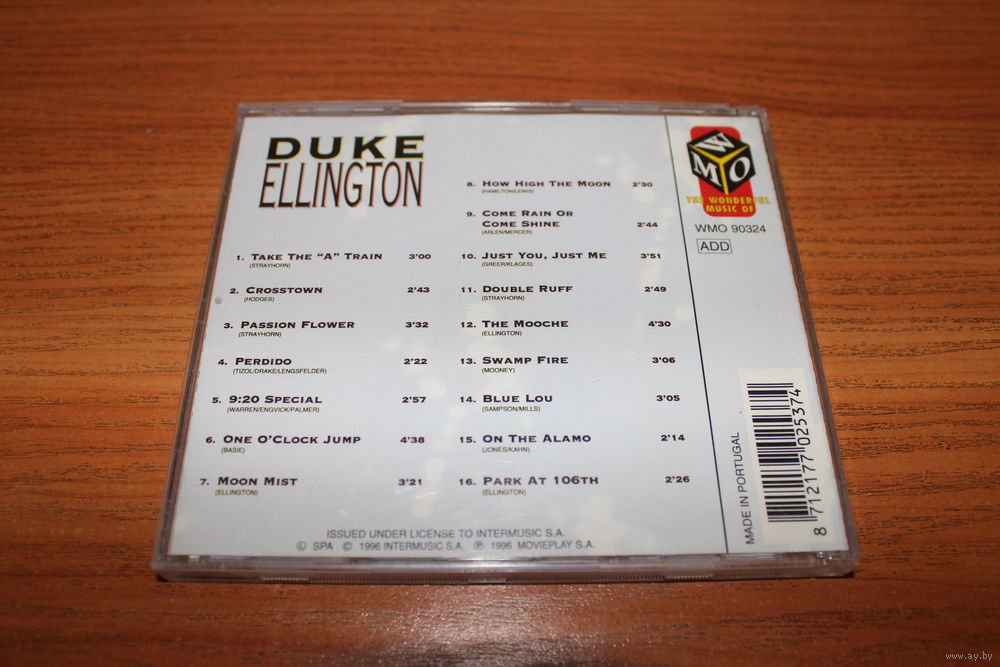 DUKE
ELLINGTON
1. TAKE THE “A” TRAIN 3'00
(STRAYHORN)
2. CROSSTOWN 2'43
(HODGES)
3. PASSION FLOWER 3'32
(STRAYHORN)
4. PERDIDO 2'22
(TIZOL/DRAKE/LENGSFELDER)
5. 9:20 SPECIAL 2'57
(WARREN/ENGVICK/PALMER)
6. ONE O'CLOCK JUMP 4'38
(BASIE)
7. MOON MIST 3'21
(ELLINGTON)
8. HOW HIGH THE MOON 2'30
(HAMILTON/LEWIS)
9. COME RAIN OR
COME SHINE 2'44
(ARLEN/MERCER)
10. JUST YOU, JUST ME 3'51
(GREER/KLAGES)
11. DOUBLE RUFF 2'49
(STRAYHORN)
12. THE MOOCHE 4'30
(ELLINGTON)
13. SWAMP FIRE 3'06
(MOONEY)
14. BLUE LOU 3'05
(SAMPSON/MILLS)
15. ON THE ALAMO 2'14
(JONES/KAHN)
16. PARK AT 106TH 2'26
(ELLINGTON)
ISSUED UNDER LICENSE TO INTERMUSIC S.A.
Ⓛ SPA © 1996 INTERMUSIC S.A. ℗ 1996 MOVIEPLAY S.A.
WMO
THE WONDERFUL
MUSIC OF
WMO 90324
ADD
MADE IN PORTUGAL
8 712177 025374
www.ay.by